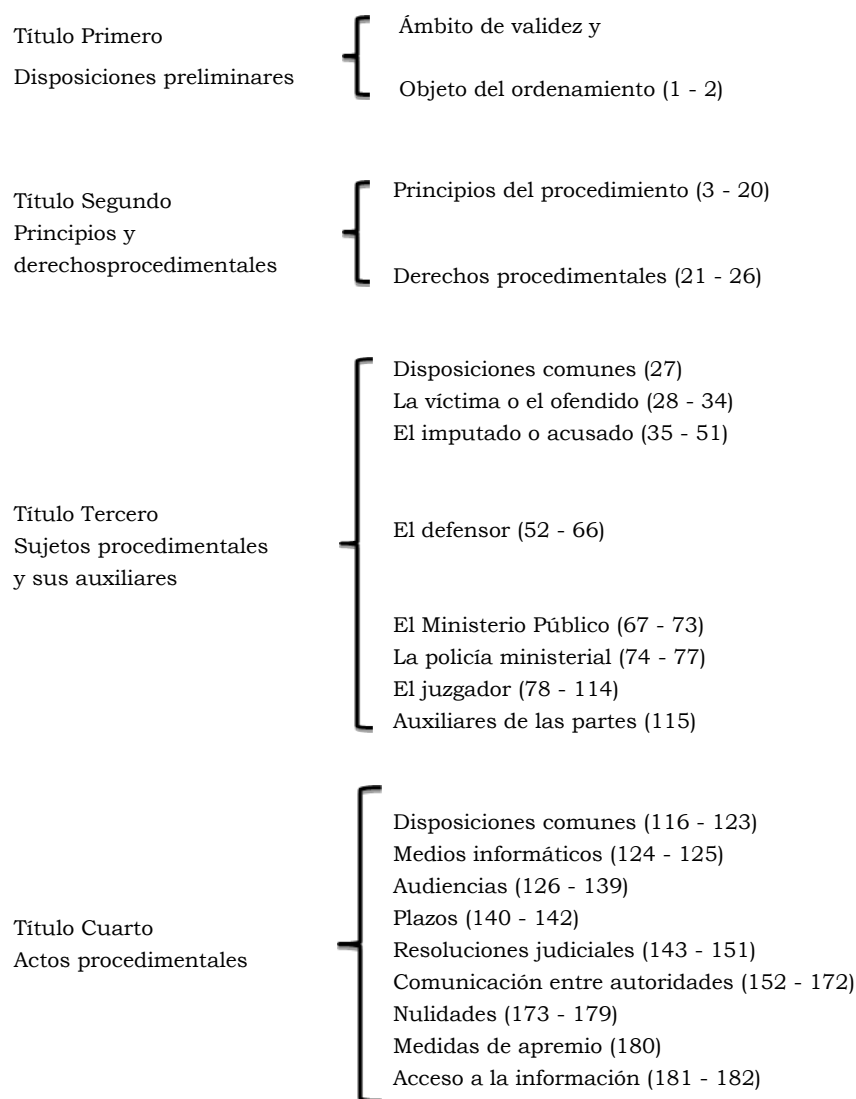 Título Primero
Disposiciones preliminares
Ámbito de validez y
Objeto del ordenamiento (1 - 2)
Título Segundo
Principios y
derechosprocedimentales
Principios del procedimiento (3 - 20)
Derechos procedimentales (21 - 26)
Título Tercero
Sujetos procedimentales
y sus auxiliares
Disposiciones comunes (27)
La víctima o el ofendido (28 - 34)
El imputado o acusado (35 - 51)
El defensor (52 - 66)
El Ministerio Público (67 - 73)
La policía ministerial (74 - 77)
El juzgador (78 - 114)
Auxiliares de las partes (115)
Título Cuarto
Actos procedimentales
Disposiciones comunes (116 - 123)
Medios informáticos (124 - 125)
Audiencias (126 - 139)
Plazos (140 - 142)
Resoluciones judiciales (143 - 151)
Comunicación entre autoridades (152 - 172)
Nulidades (173 - 179)
Medidas de apremio (180)
Acceso a la información (181 - 182)